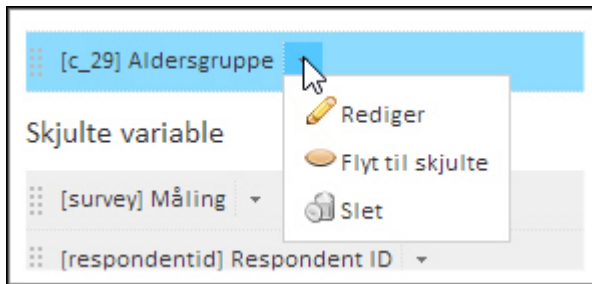 [c_29] Aldersgruppe
Rediger
Skjulte variable
Flyt til skjulte
[survey] Måling
Slet
[respondentid] Respondent ID